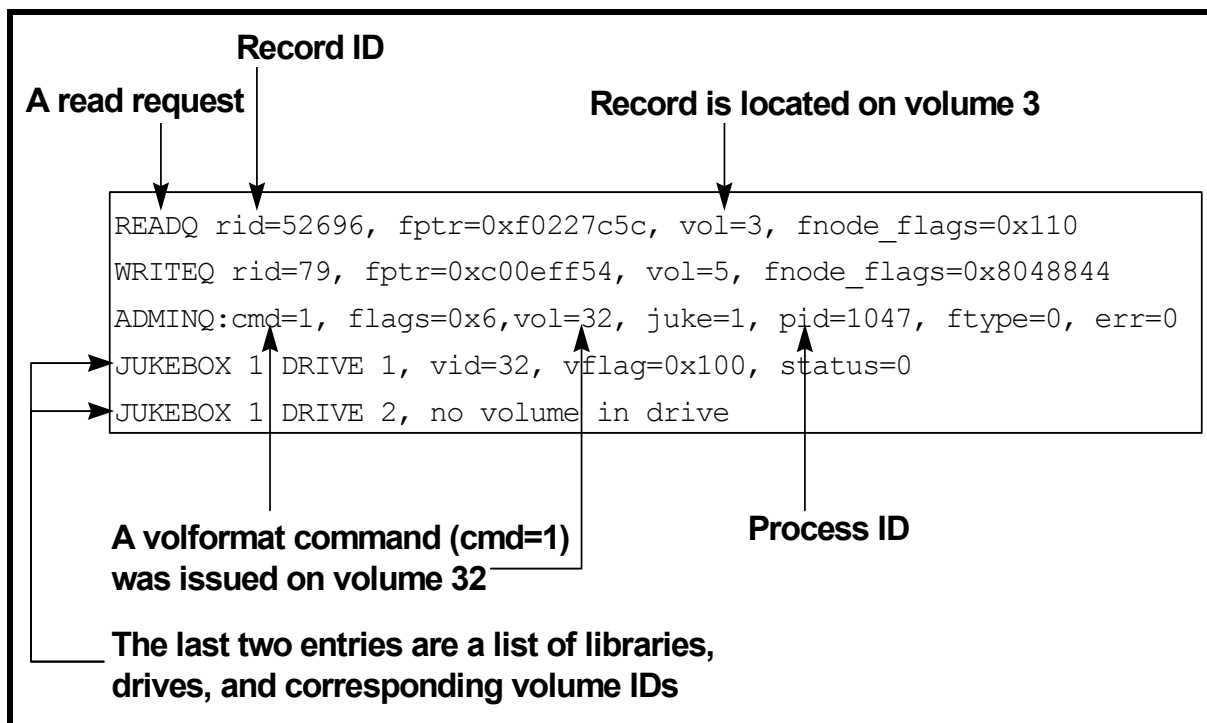 Record ID
A read request
Record is located on volume 3
READQ rid=52696, fptr=0xf0227c5c, vol=3, fnode_flags=0x110
WRITEQ rid=79, fptr=0xc00eff54, vol=5, fnode_flags=0x8048844
ADMINQ:cmd=1, flags=0x6,vol=32, juke=1, pid=1047, ftype=0, err=0
JUKEBOX 1 DRIVE 1, vid=32, vflag=0x100, status=0
JUKEBOX 1 DRIVE 2, no volume in drive
A volformat command (cmd=1)
was issued on volume 32
Process ID
The last two entries are a list of libraries,
drives, and corresponding volume IDs